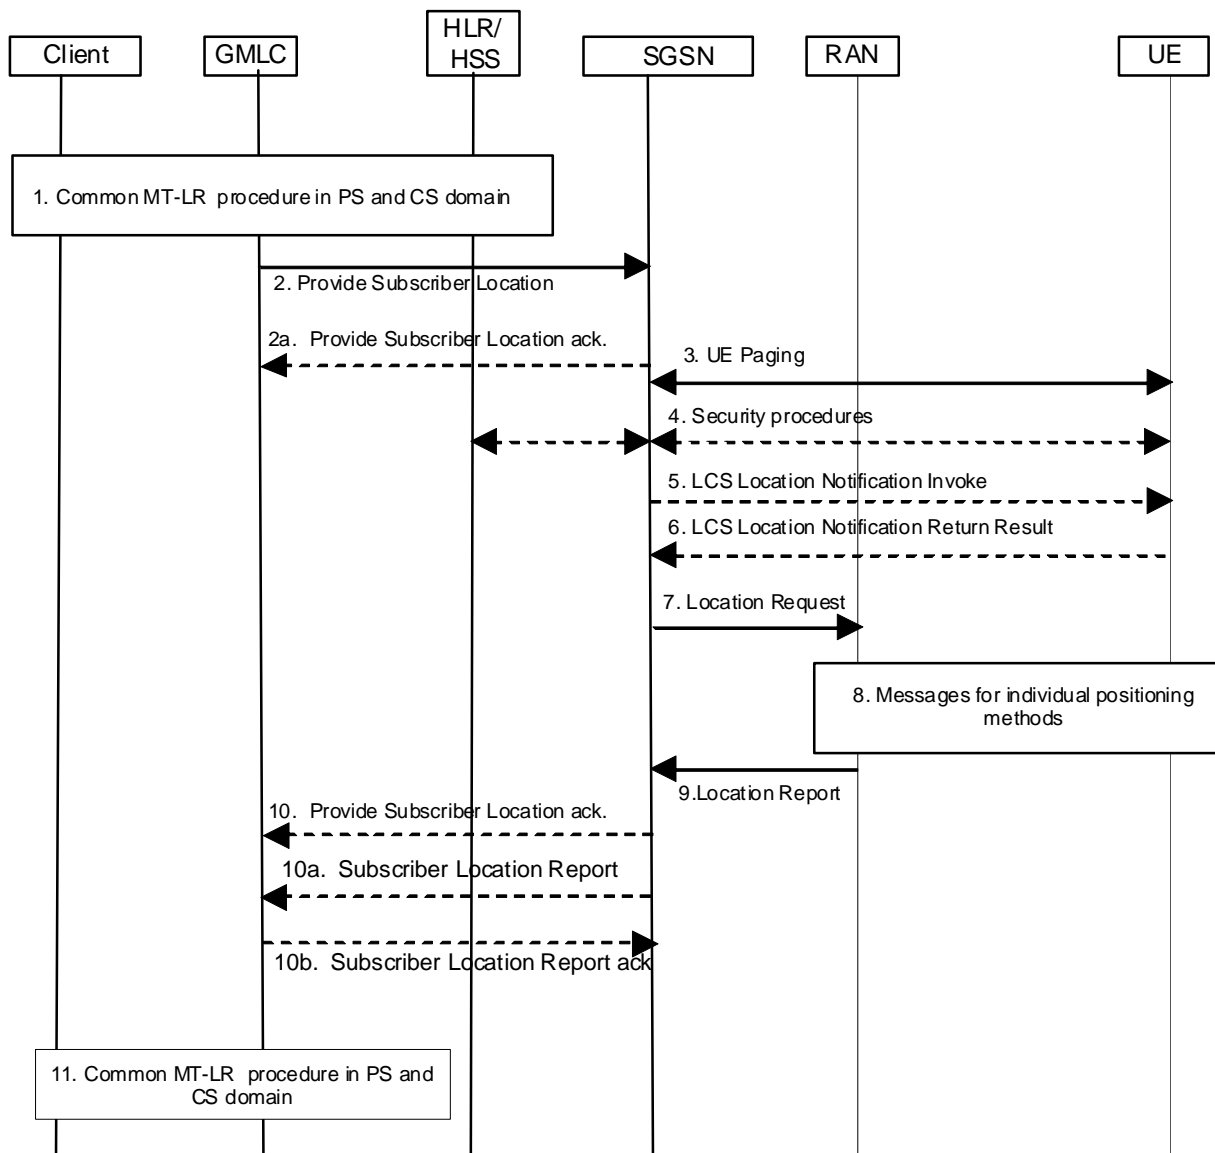 Client
GMLC
HLR/
HSS
SGSN
RAN
UE
1. Common MT-LR procedure in PS and CS domain
2. Provide Subscriber Location
2a. Provide Subscriber Location ack.
3. UE Paging
4. Security procedures
5. LCS Location Notification Invoke
6. LCS Location Notification Return Result
7. Location Request
8. Messages for individual positioning
methods
9.Location Report
10. Provide Subscriber Location ack.
10a. Subscriber Location Report
10b. Subscriber Location Report ack
11. Common MT-LR procedure in PS and
CS domain